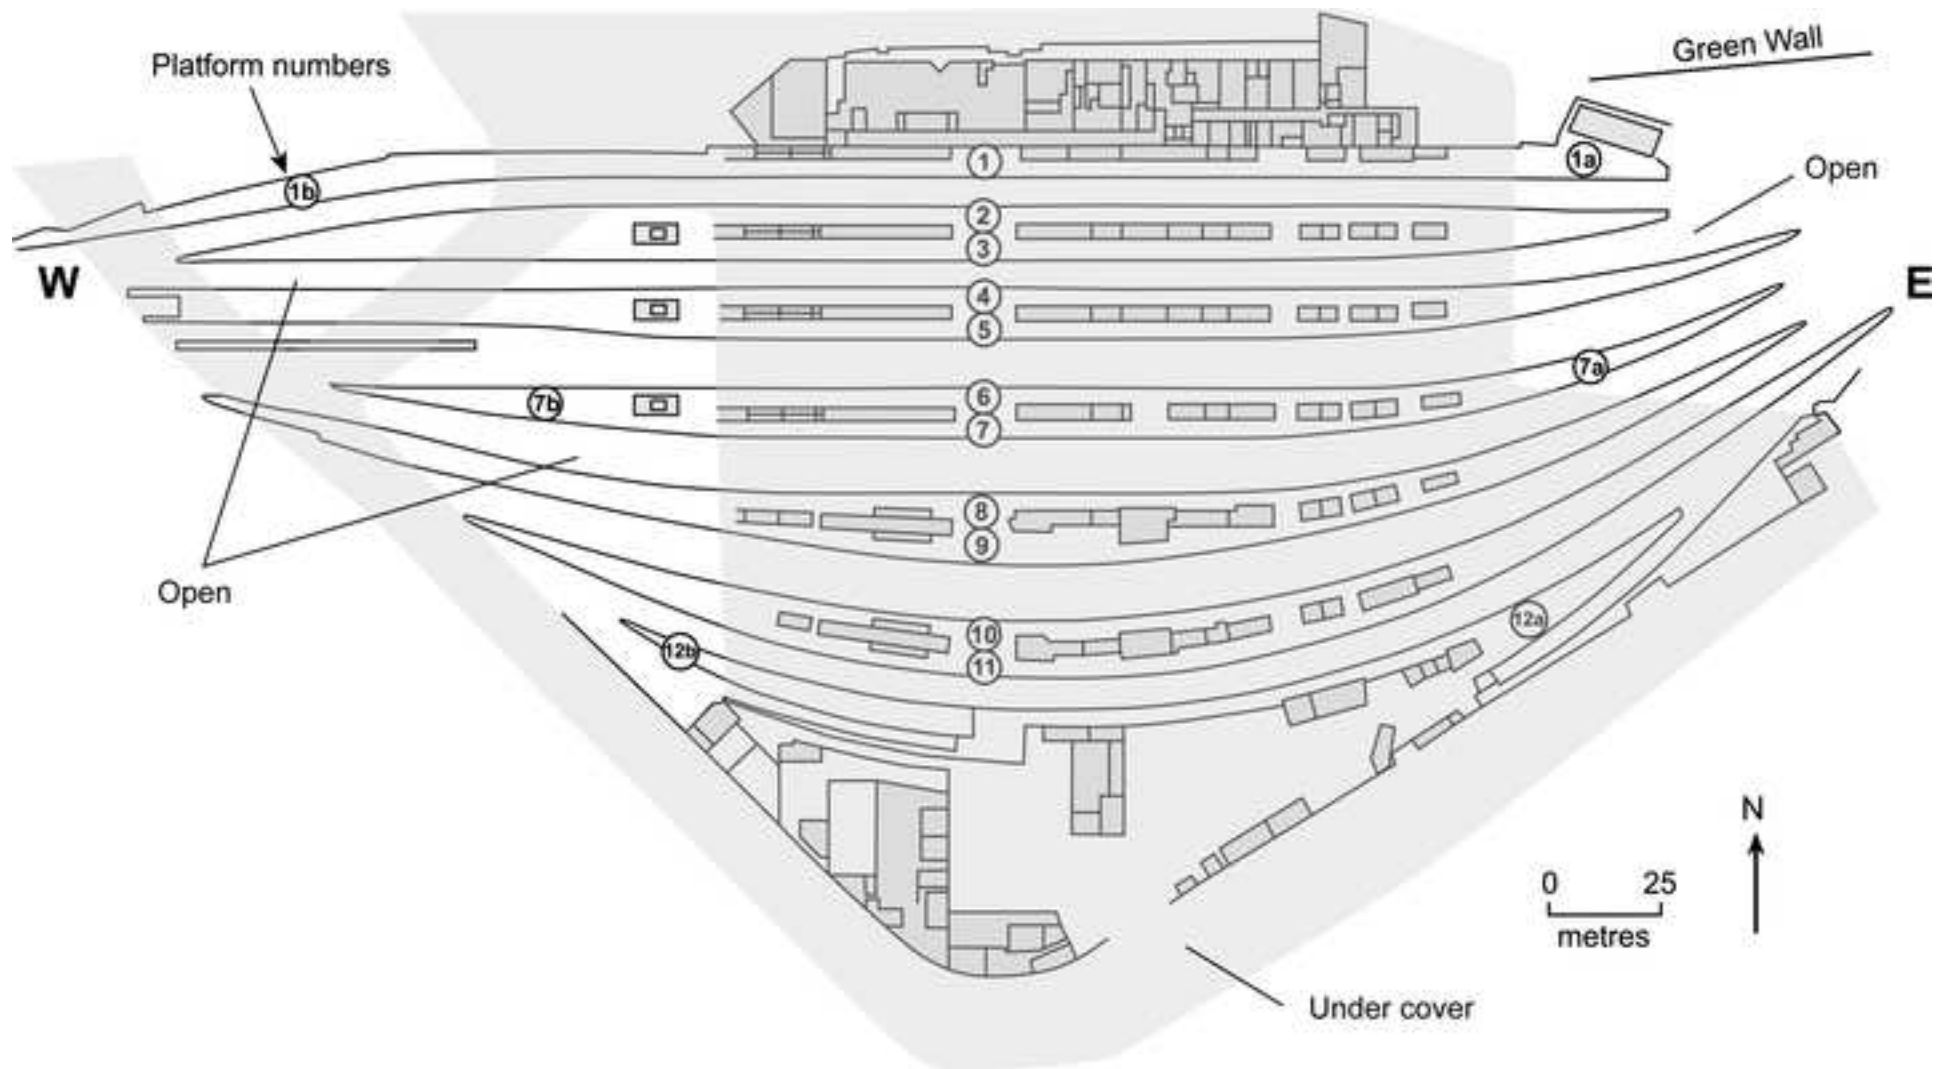 Platform numbers
Green Wall
1
1a
1b
Open
2
3
W
E
4
5
7a
7b
6
7
8
9
Open
10
11
12a
12b
N
0 25
metres
Under cover